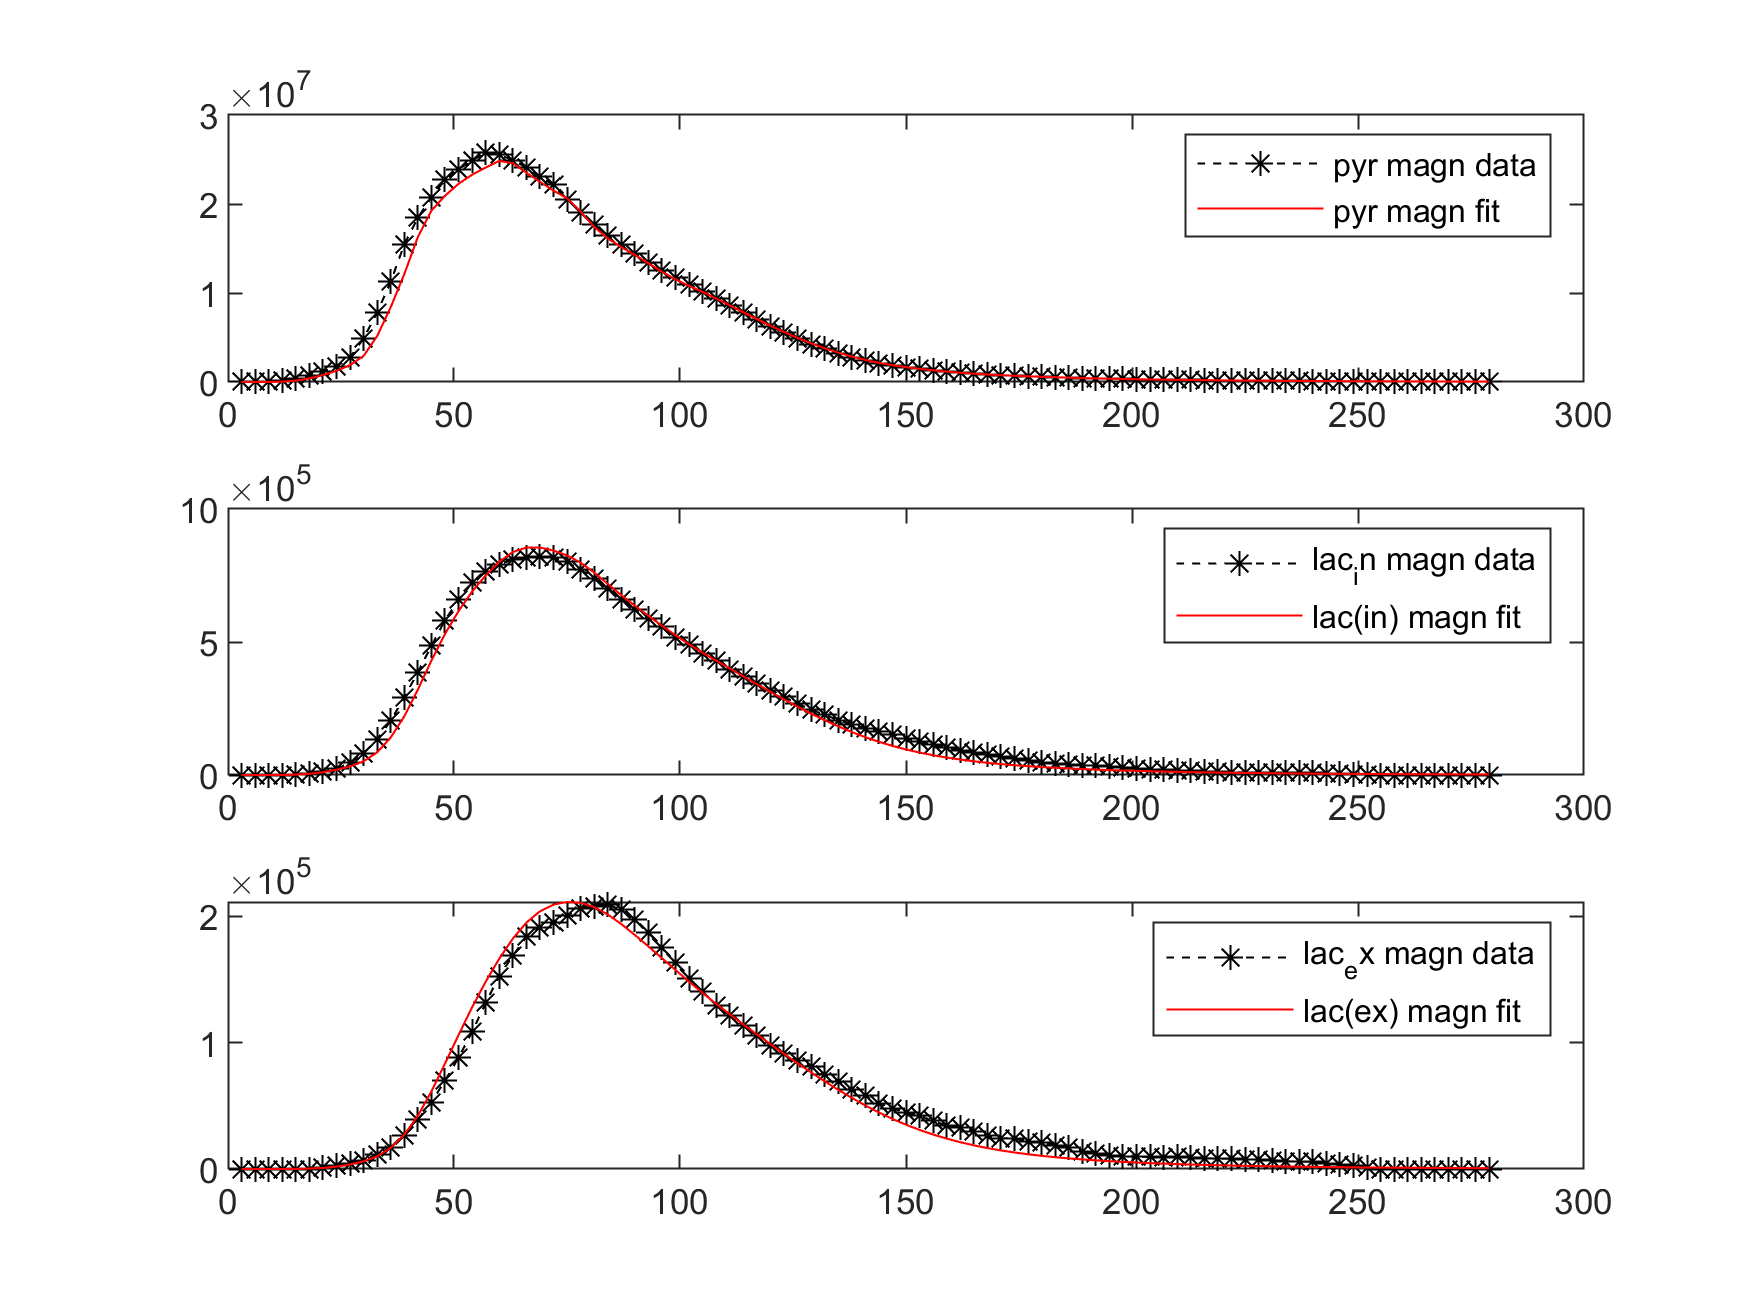 ×10^7
3
2
1
0
0 50 100 150 200 250 300
pyr magn data
pyr magn fit
×10^5
10
5
0
0 50 100 150 200 250 300
lac_in magn data
lac(in) magn fit
×10^5
2
1
0
0 50 100 150 200 250 300
lac_ex magn data
lac(ex) magn fit